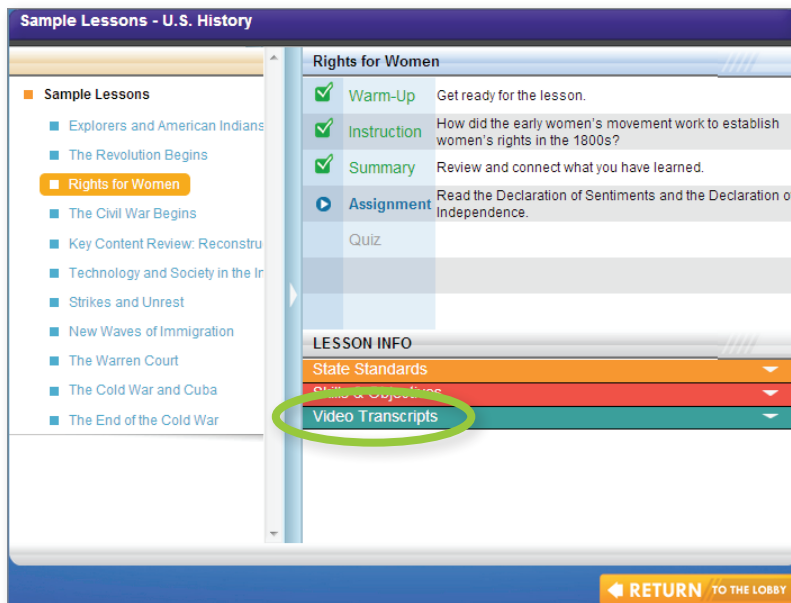 Sample Lessons - U.S. History
Sample Lessons
Explorers and American Indians
The Revolution Begins
Rights for Women
The Civil War Begins
Key Content Review: Reconstru
Technology and Society in the In
Strikes and Unrest
New Waves of Immigration
The Warren Court
The Cold War and Cuba
The End of the Cold War
Rights for Women
Warm-Up Get ready for the lesson.
Instruction How did the early women's movement work to establish
women's rights in the 1800s?
Summary Review and connect what you have learned.
Assignment Read the Declaration of Sentiments and the Declaration o
Independence.
Quiz
LESSON INFO
State Standards
Skills & Objectives
Video Transcripts
RETURN TO THE LOBBY